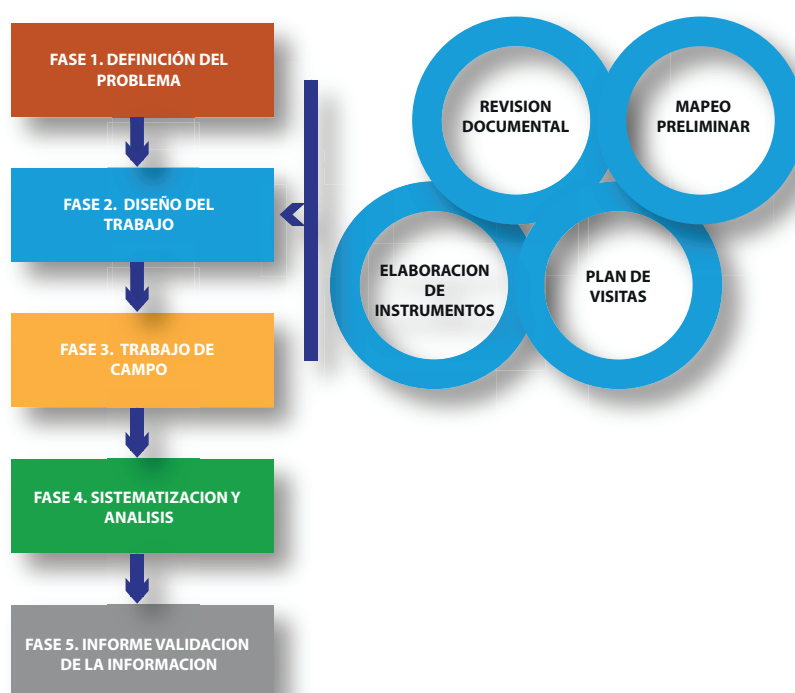 FASE 1. DEFINICIÓN DEL
PROBLEMA
FASE 2. DISEÑO DEL
TRABAJO
FASE 3. TRABAJO DE
CAMPO
FASE 4. SISTEMATIZACION Y
ANALISIS
FASE 5. INFORME VALIDACION
DE LA INFORMACION
REVISION
DOCUMENTAL
MAPEO
PRELIMINAR
ELABORACION
DE
INSTRUMENTOS
PLAN DE
VISITAS